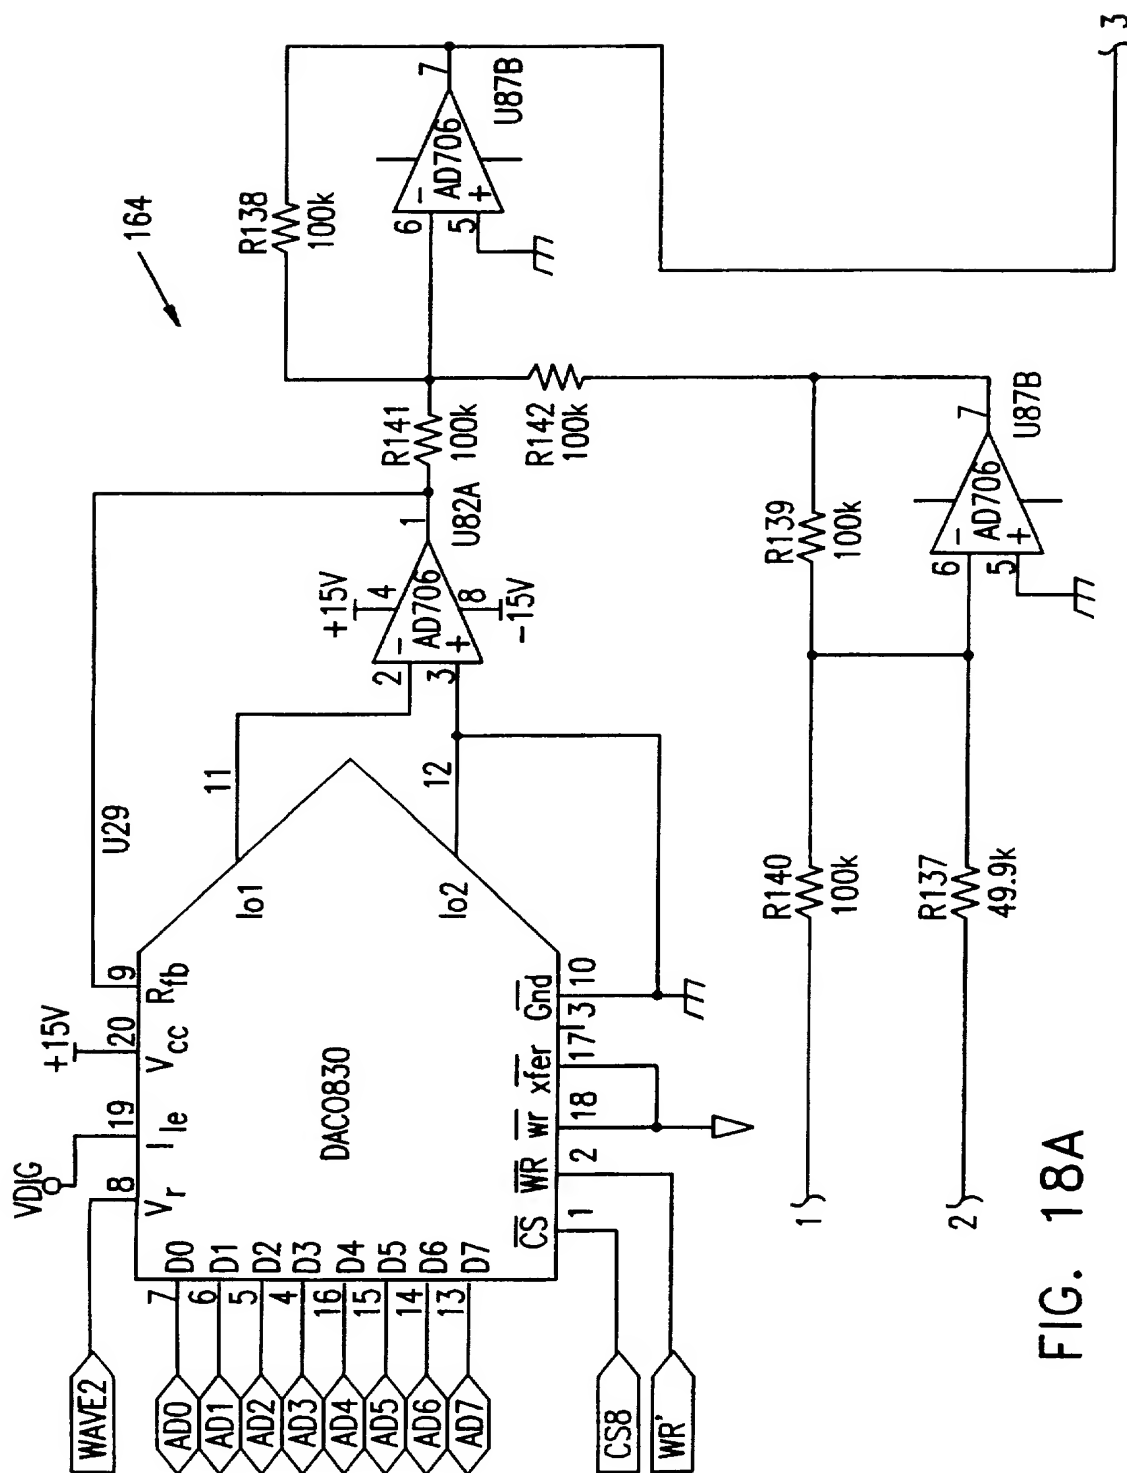 164
WAVE2
VDIG
+15V
8
19
20
9
U29
Vr
Ile
Vcc
Rfb
AD0
AD1
AD2
AD3
AD4
AD5
AD6
AD7
7
6
5
4
16
15
14
13
D0
D1
D2
D3
D4
D5
D6
D7
DAC0830
Io1
Io2
11
12
CS
WR
wr
xfer
Gnd
1
2
18
17
3
10
CS8
WR'
2
3
+15V
4
−
AD706
+
8
-15V
1
U82A
R141
100k
R142
100k
R138
100k
6
5
−
AD706
+
7
U87B
1
2
R140
100k
R137
49.9k
R139
100k
6
5
−
AD706
+
7
U87B
3
FIG. 18A